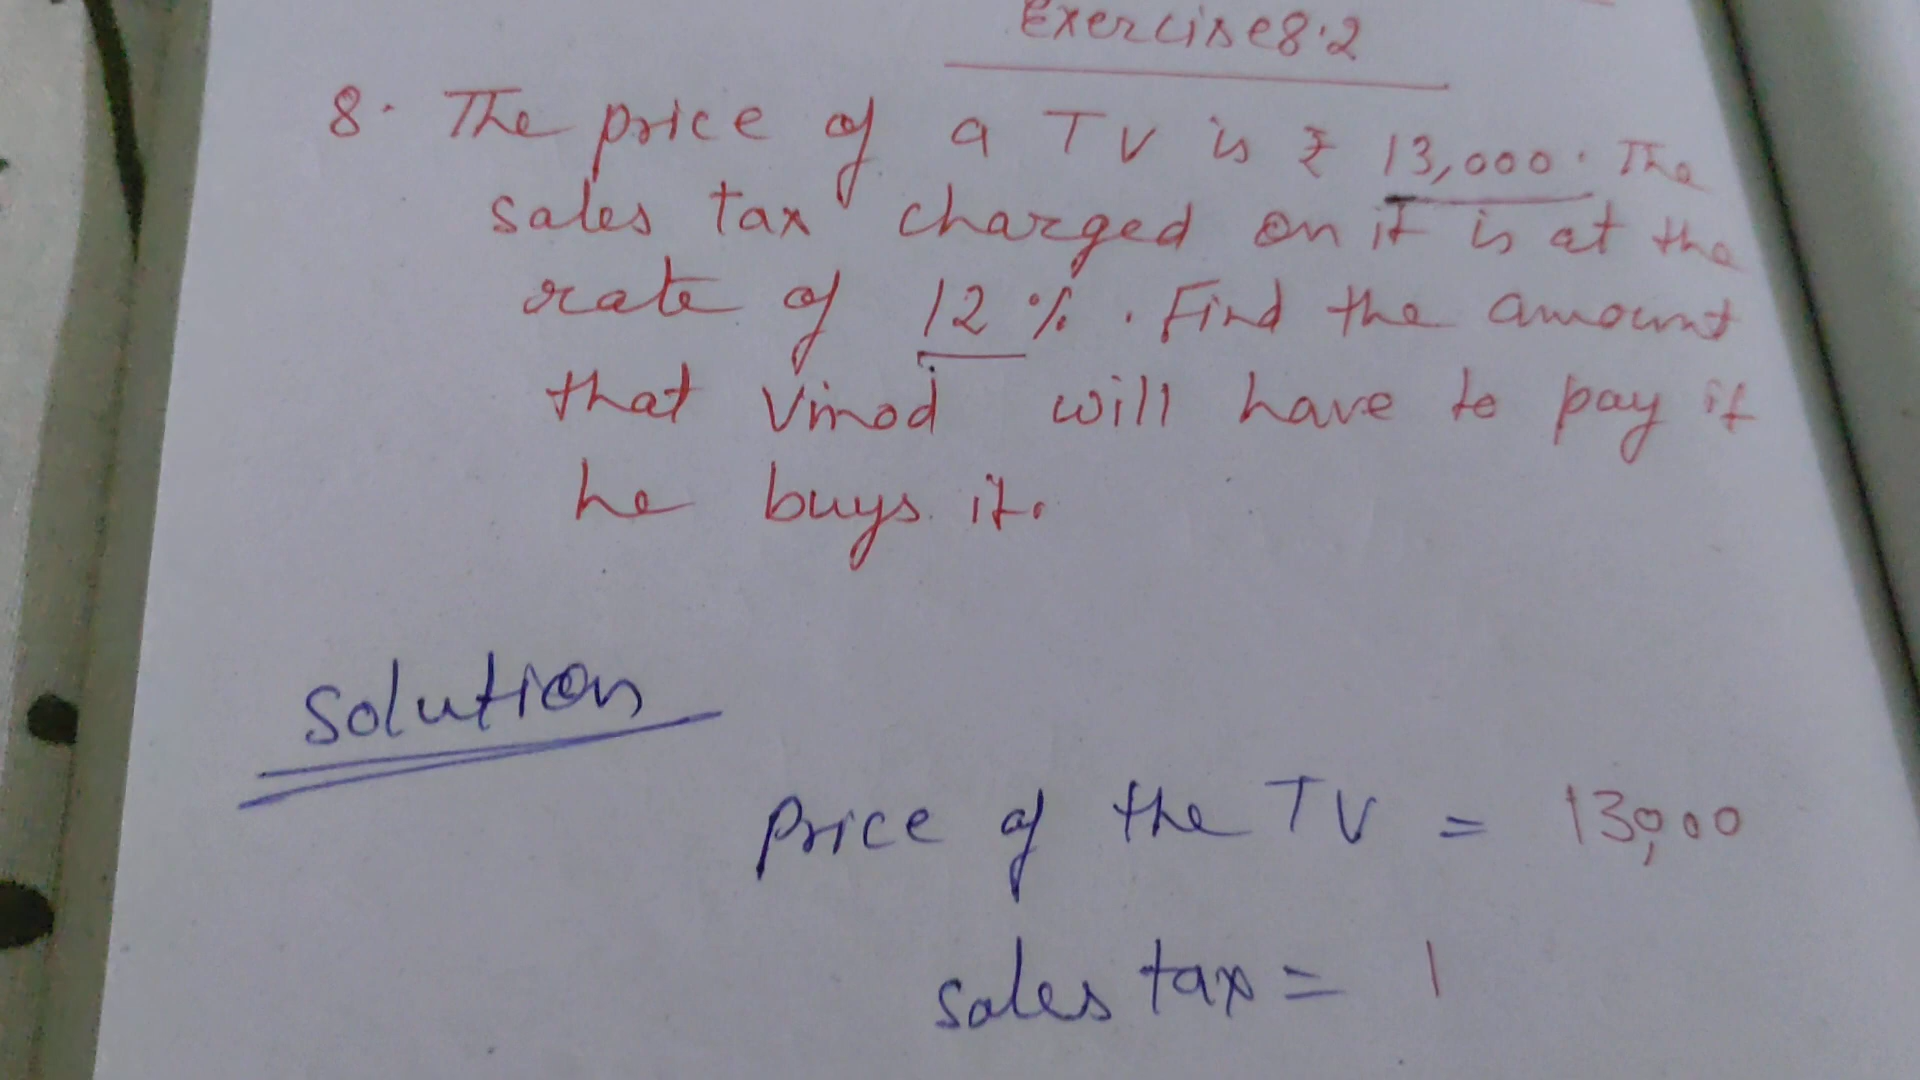 Exercise 8.2
8. The price of a TV is ₹ 13,000. The
sales tax charged on it is at the
rate of 12%. Find the amount
that Vinod will have to pay if
he buys it.
Solution
Price of the TV = 130,00
sales tax = 1